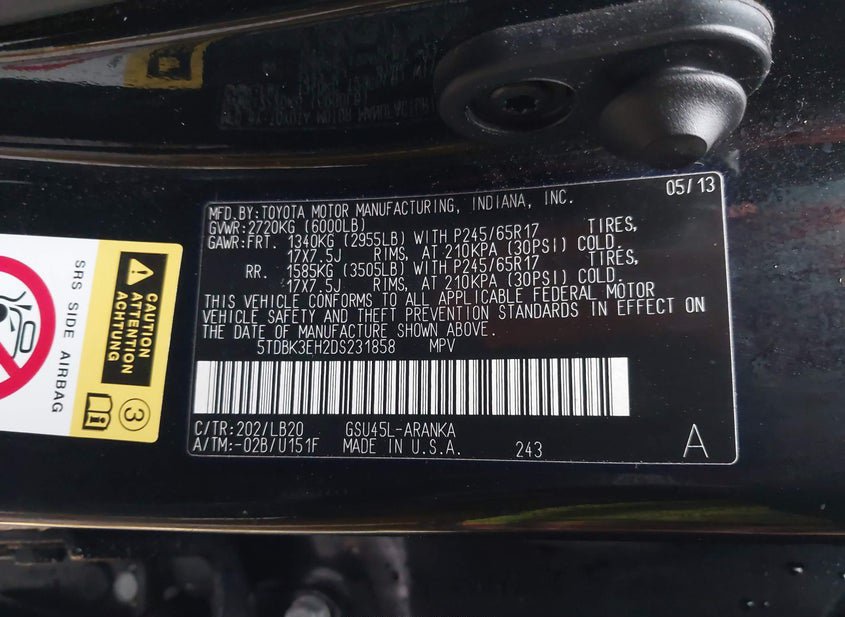 05/13
MFD.BY:TOYOTA MOTOR MANUFACTURING, INDIANA, INC.
GVWR:2720KG (6000LB)
GAWR:FRT. 1340KG (2955LB) WITH P245/65R17 TIRES,
17X7.5J RIMS, AT 210KPA (30PSI) COLD.
RR. 1585KG (3505LB) WITH P245/65R17 TIRES,
17X7.5J RIMS, AT 210KPA (30PSI) COLD.
THIS VEHICLE CONFORMS TO ALL APPLICABLE FEDERAL MOTOR
VEHICLE SAFETY AND THEFT PREVENTION STANDARDS IN EFFECT ON
THE DATE OF MANUFACTURE SHOWN ABOVE.
5TDBK3EH2DS231858 MPV
C/TR:202/LB20 GSU45L-ARANKA
A/TM:-02B/U151F MADE IN U.S.A. 243 A
SRS SIDE AIRBAG
CAUTION
ATTENTION
ACHTUNG
3